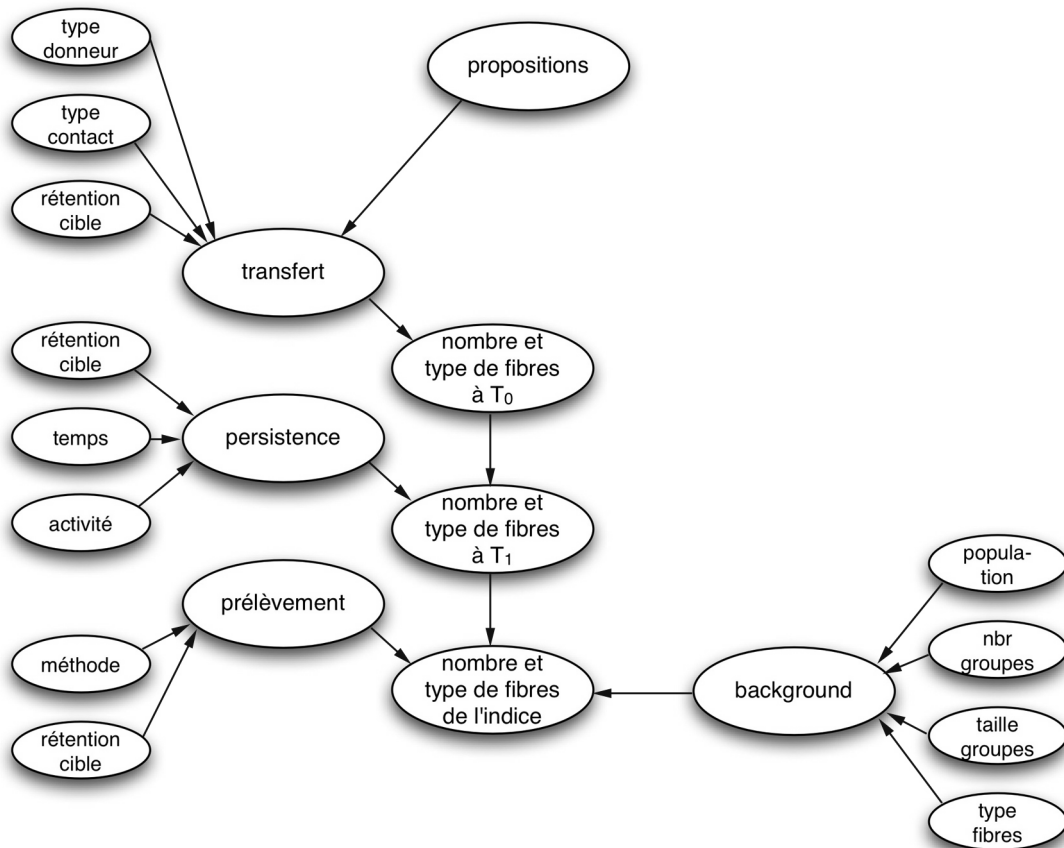 type
donneur
propositions
type
contact
rétention
cible
transfert
rétention
cible
nombre et
type de fibres
à T₀
temps
persistence
activité
nombre et
type de fibres
à T₁
popula-
tion
prélèvement
nbr
groupes
méthode
nombre et
type de fibres
de l'indice
background
rétention
cible
taille
groupes
type
fibres